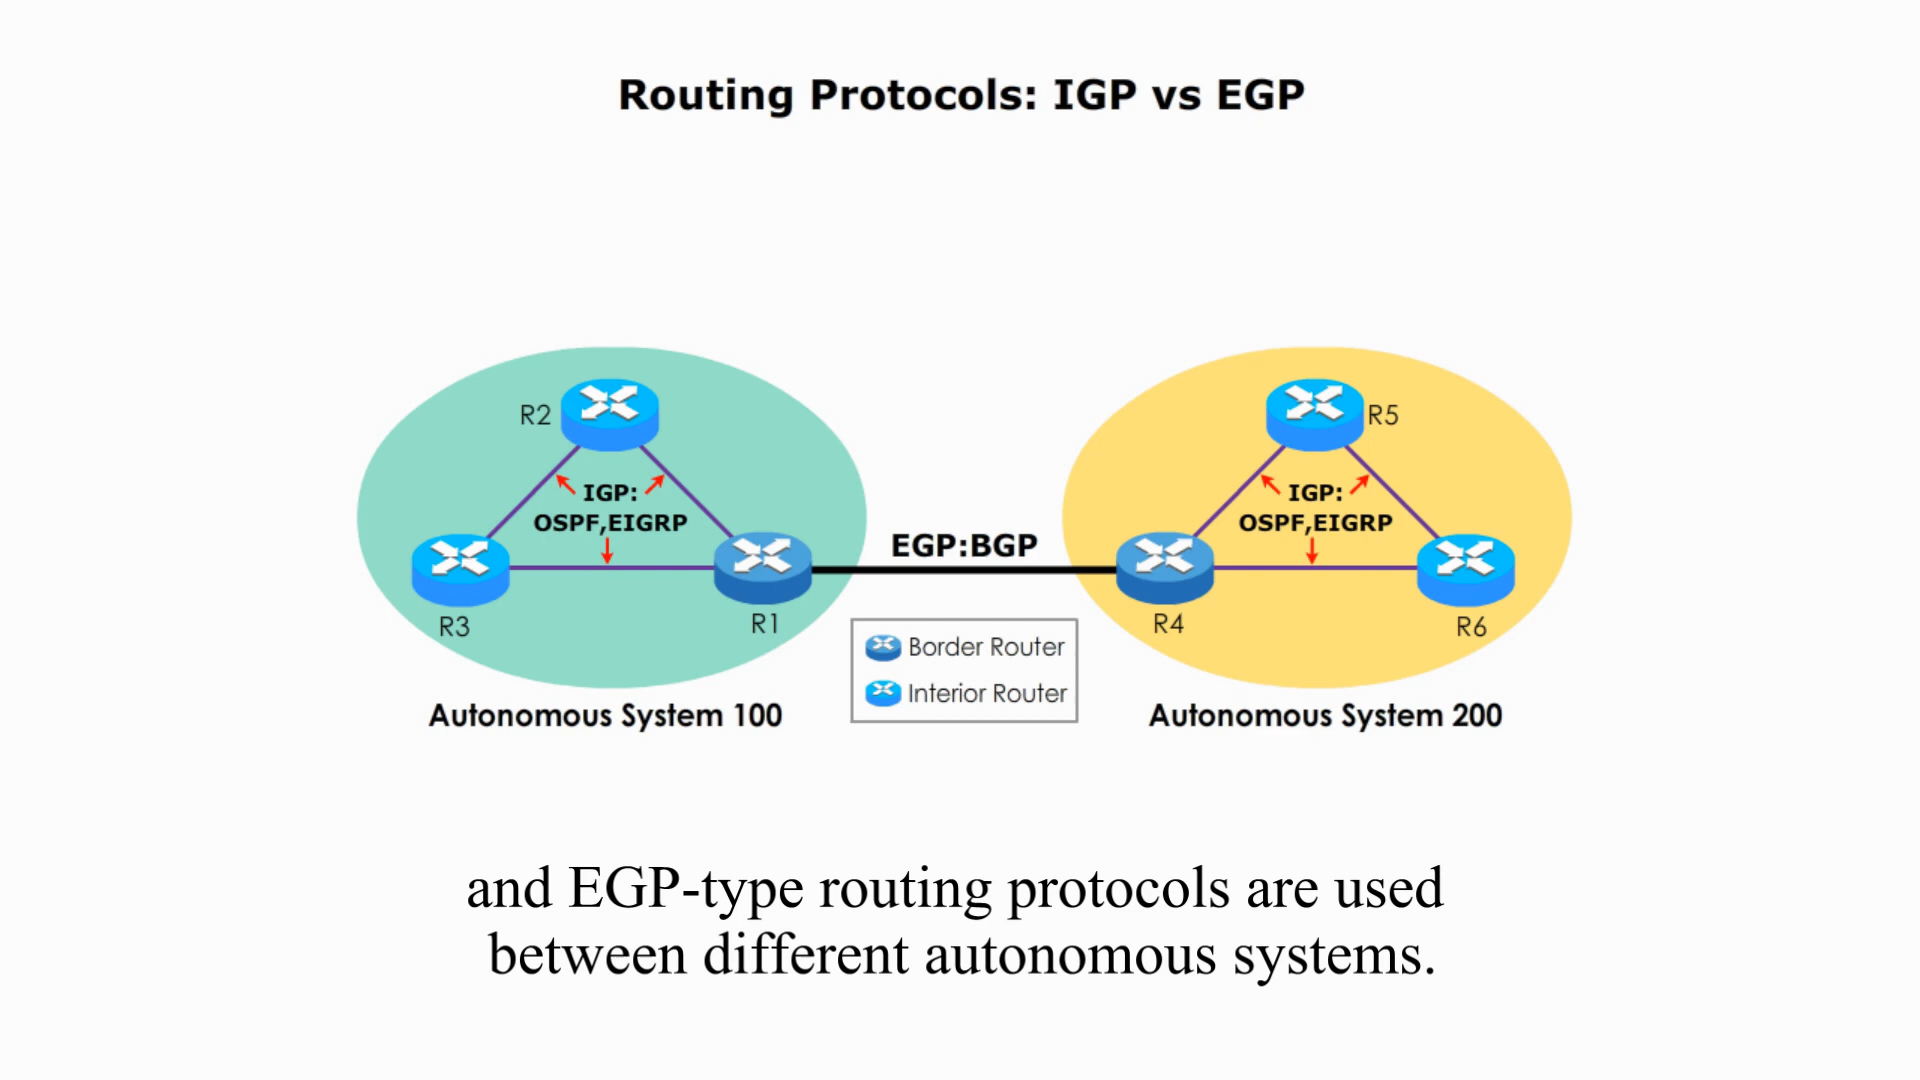 Routing Protocols: IGP vs EGP
R2
IGP:
OSPF,EIGRP
R3
R1
EGP:BGP
R5
IGP:
OSPF,EIGRP
R4
R6
Border Router
Interior Router
Autonomous System 100
Autonomous System 200
and EGP-type routing protocols are used
between different autonomous systems.